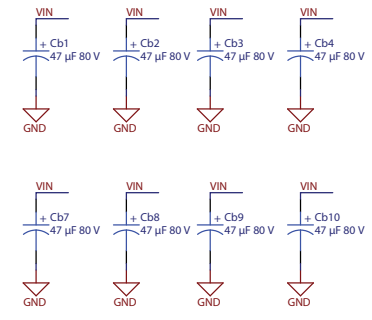 VIN VIN VIN VIN
+ Cb1 + Cb2 + Cb3 + Cb4
47 µF 80 V 47 µF 80 V 47 µF 80 V 47 µF 80 V
GND GND GND GND
VIN VIN VIN VIN
+ Cb7 + Cb8 + Cb9 + Cb10
47 µF 80 V 47 µF 80 V 47 µF 80 V 47 µF 80 V
GND GND GND GND